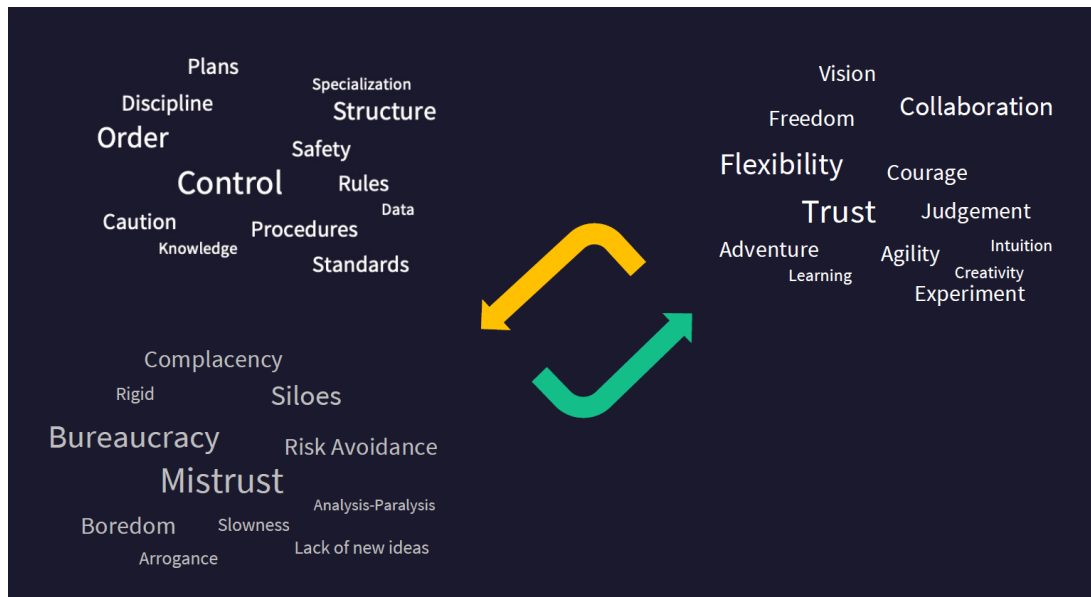 Plans
Specialization
Discipline
Structure
Order
Safety
Control
Rules
Data
Caution
Procedures
Knowledge
Standards
Vision
Collaboration
Freedom
Flexibility
Courage
Trust
Judgement
Adventure
Agility
Intuition
Learning
Creativity
Experiment
Complacency
Rigid
Siloes
Bureaucracy
Risk Avoidance
Mistrust
Analysis-Paralysis
Boredom
Slowness
Lack of new ideas
Arrogance